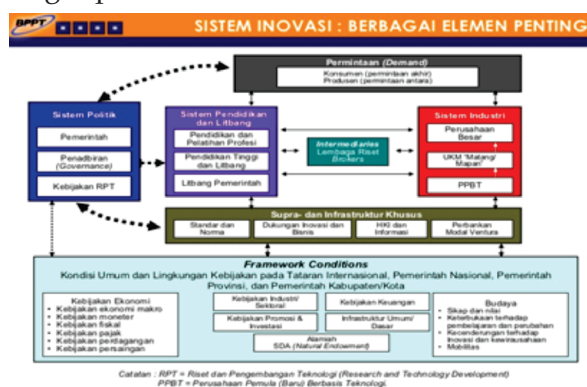 BPPT
SISTEM INOVASI : BERBAGAI ELEMEN PENTING
Permintaan (Demand)
Konsumen (permintaan akhir)
Produsen (permintaan antara)
Sistem Politik
Pemerintah
Penadbiran
(Governance)
Kebijakan RPT
Sistem Pendidikan
dan Litbang
Pendidikan dan
Pelatihan Profesi
Pendidikan Tinggi
dan Litbang
Litbang Pemerintah
Intermediaries
Lembaga Riset
Brokers
Sistem Industri
Perusahaan
Besar
UKM 'Matang/
Mapan'
PPBT
Supra- dan Infrastruktur Khusus
Standar dan
Norma
Dukungan Inovasi dan
Bisnis
HKI dan
Informasi
Perbankan
Modal Ventura
Framework Conditions
Kondisi Umum dan Lingkungan Kebijakan pada Tataran Internasional, Pemerintah Nasional, Pemerintah
Provinsi, dan Pemerintah Kabupaten/Kota
Kebijakan Ekonomi
• Kebijakan ekonomi makro
• Kebijakan moneter
• Kebijakan fiskal
• Kebijakan pajak
• Kebijakan perdagangan
• Kebijakan persaingan
Kebijakan Industri/
Sektoral
Kebijakan Keuangan
Kebijakan Promosi &
Investasi
Infrastruktur Umum/
Dasar
Alamiah
SDA (Natural Endowment)
Budaya
• Sikap dan nilai
• Keterbukaan terhadap
pembelajaran dan perubahan
• Kecenderungan terhadap
Inovasi dan kewirausahaan
• Mobilitas
Catatan : RPT = Riset dan Pengembangan Teknologi (Research and Technology Development)
PPBT = Perusahaan Pemula (Baru) Berbasis Teknologi.